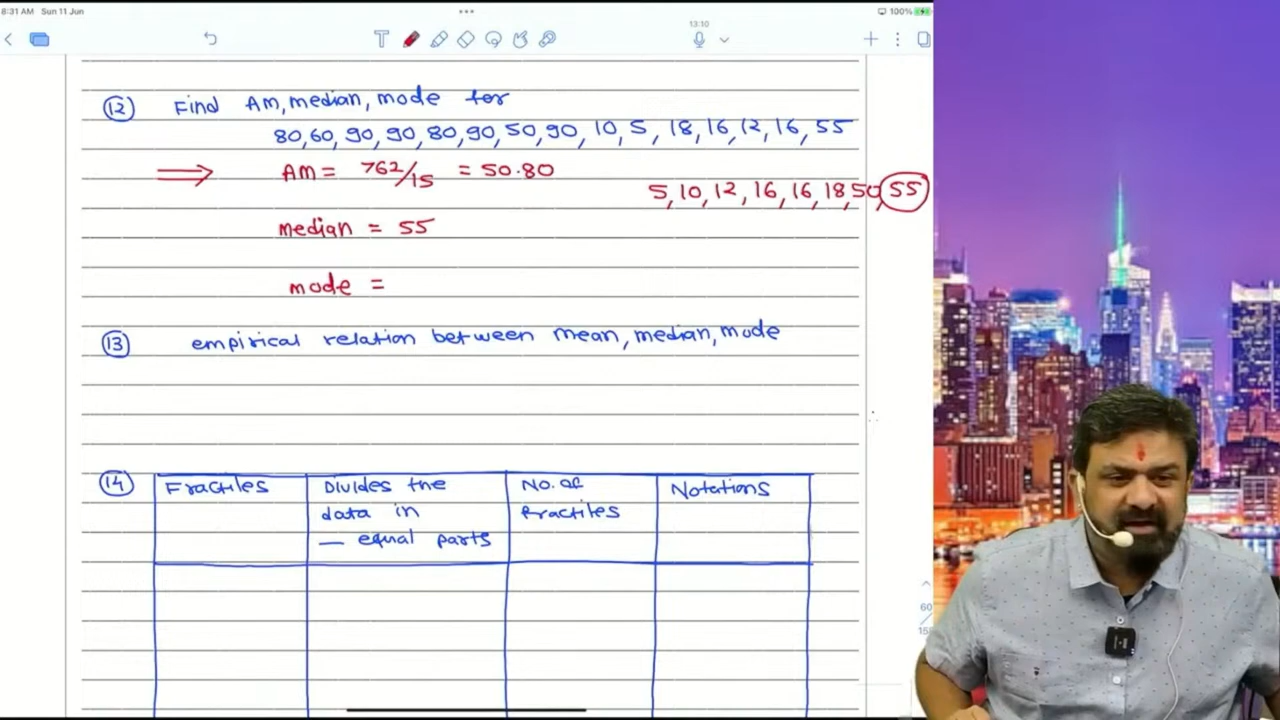 8:31 AM Sun 11 Jun
100%
13:10
T
12 Find AM, median, mode for
80, 60, 90, 90, 80, 90, 50, 90, 10, 5, 18, 16, 12, 16, 55
⇒ AM = 762/15 = 50.80
5, 10, 12, 16, 16, 18, 50, 55
median = 55
mode =
13 empirical relation between mean, median, mode
14 Fractiles Divides the data in — equal parts No. of fractiles Notations
60